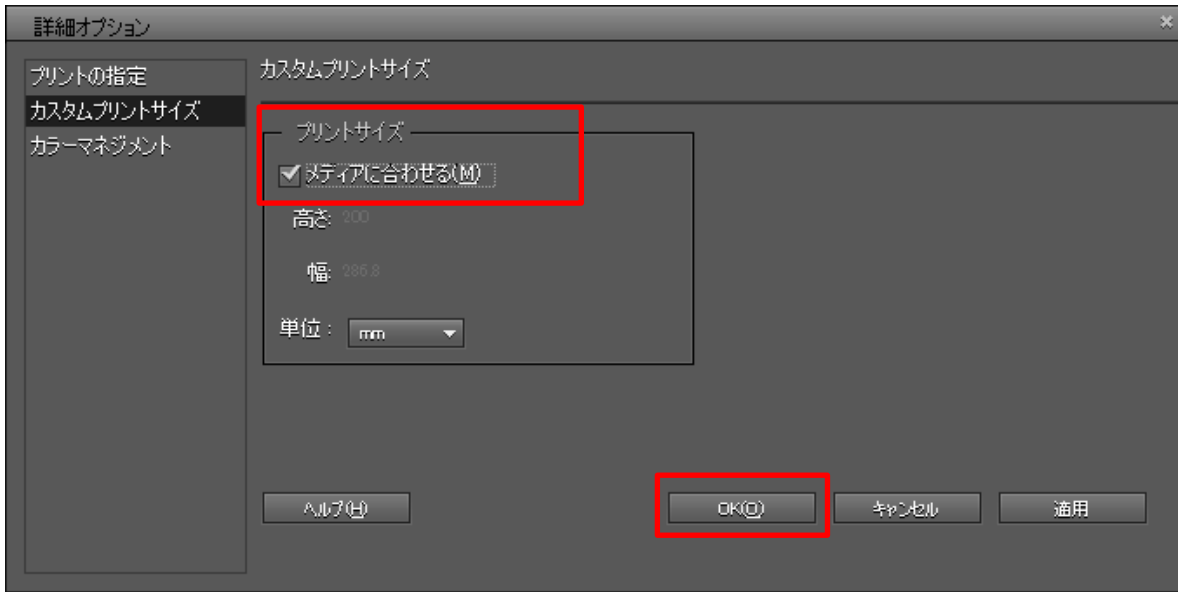 詳細オプション
プリントの指定
カスタムプリントサイズ
カラーマネジメント
カスタムプリントサイズ
プリントサイズ
メディアに合わせる(M)
高さ: 200
幅: 286.8
単位: mm
ヘルプ(H)
OK(O)
キャンセル
適用